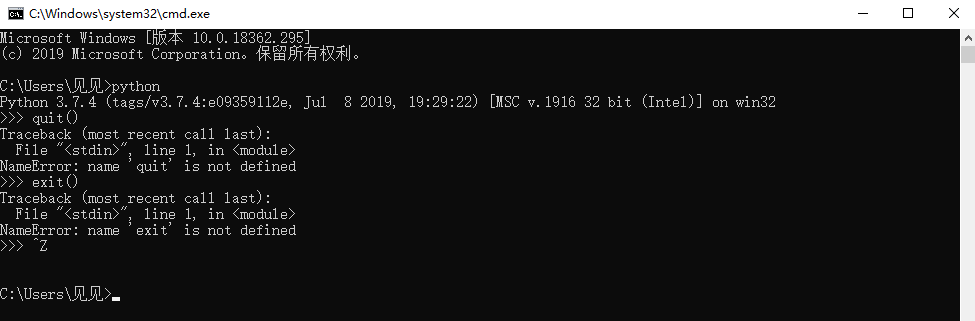 C:\Windows\system32\cmd.exe
Microsoft Windows [版本 10.0.18362.295]
(c) 2019 Microsoft Corporation。保留所有权利。
C:\Users\见见>python
Python 3.7.4 (tags/v3.7.4:e09359112e, Jul  8 2019, 19:29:22) [MSC v.1916 32 bit (Intel)] on win32
>>> quit()
Traceback (most recent call last):
  File "<stdin>", line 1, in <module>
NameError: name 'quit' is not defined
>>> exit()
Traceback (most recent call last):
  File "<stdin>", line 1, in <module>
NameError: name 'exit' is not defined
>>> ^Z
C:\Users\见见>